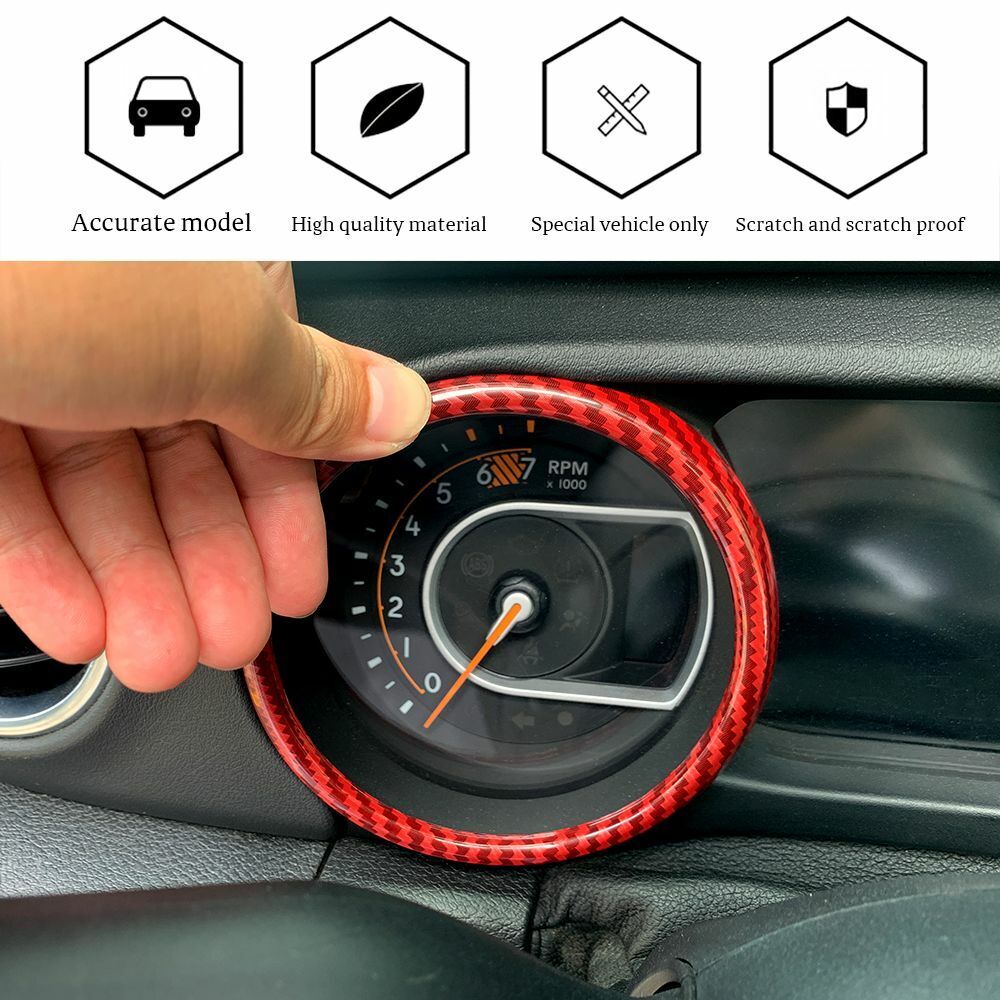 Accurate model
High quality material
Special vehicle only
Scratch and scratch proof
6 7 RPM
x 1000
5
4
3
2
1
0
ABS